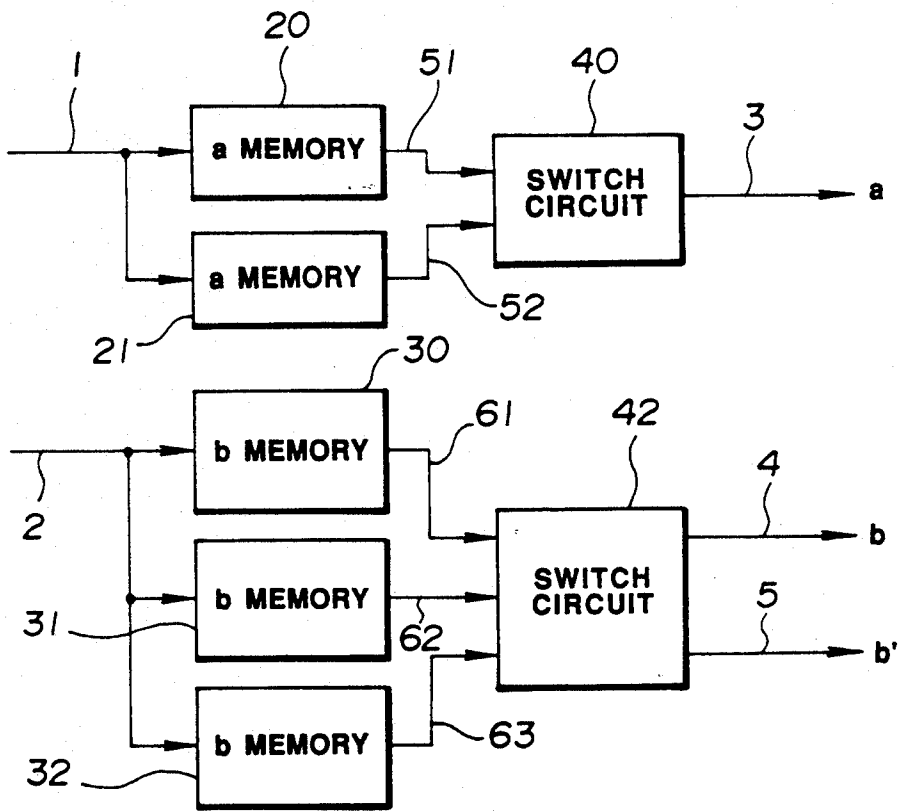 20
1
51
40
a MEMORY
3
SWITCH
CIRCUIT
a
a MEMORY
52
21
30
61
42
b MEMORY
4
2
b
SWITCH
CIRCUIT
b MEMORY
5
31
62
b'
b MEMORY
63
32